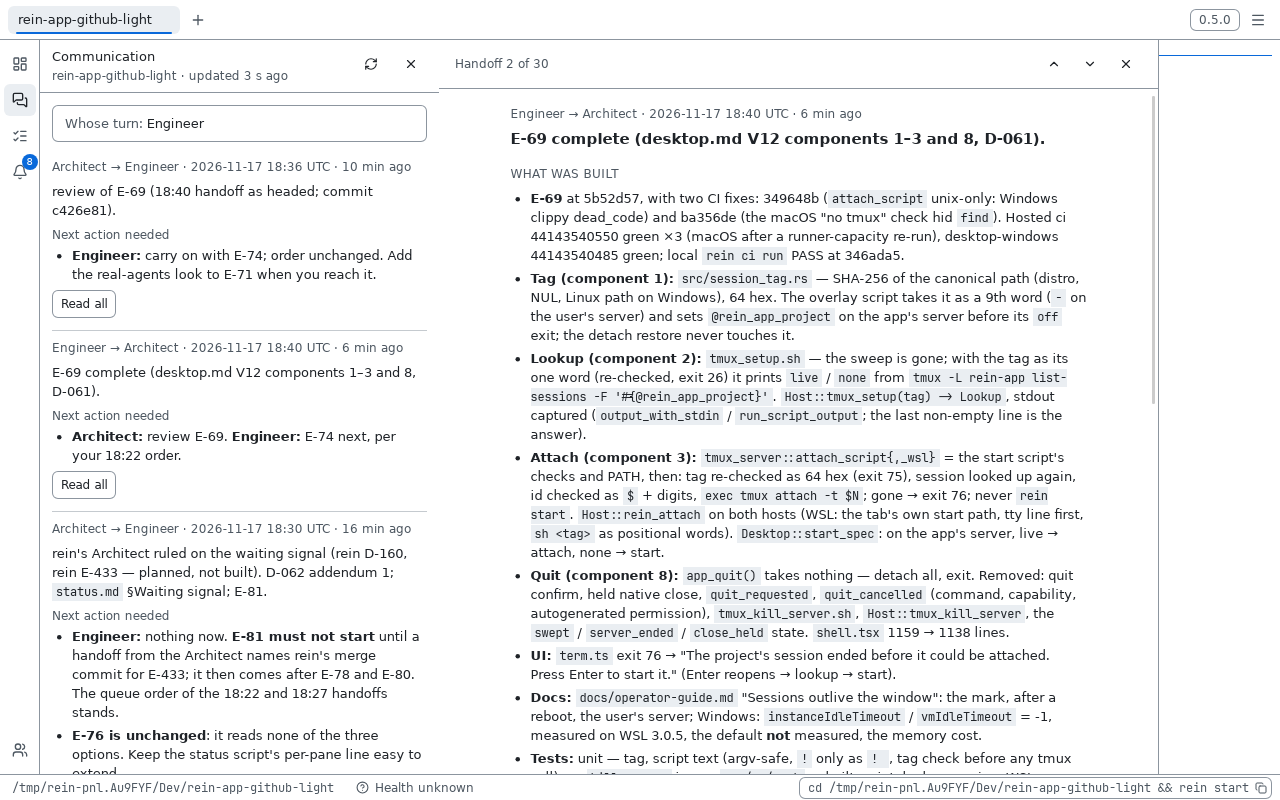 rein-app-github-light
0.5.0
Communication
rein-app-github-light · updated 3 s ago
Whose turn: Engineer
Architect → Engineer · 2026-11-17 18:36 UTC · 10 min ago
review of E-69 (18:40 handoff as headed; commit
c426e81).
Next action needed
• Engineer: carry on with E-74; order unchanged. Add
the real-agents look to E-71 when you reach it.
Read all
Engineer → Architect · 2026-11-17 18:40 UTC · 6 min ago
E-69 complete (desktop.md V12 components 1–3 and 8,
D-061).
Next action needed
• Architect: review E-69. Engineer: E-74 next, per
your 18:22 order.
Read all
Architect → Engineer · 2026-11-17 18:30 UTC · 16 min ago
rein's Architect ruled on the waiting signal (rein D-160,
rein E-433 — planned, not built). D-062 addendum 1;
status.md §Waiting signal; E-81.
Next action needed
• Engineer: nothing now. E-81 must not start until a
handoff from the Architect names rein's merge
commit for E-433; it then comes after E-78 and E-80.
The queue order of the 18:22 and 18:27 handoffs
stands.
• E-76 is unchanged: it reads none of the three
options. Keep the status script's per-pane line easy to
extend.
8
Handoff 2 of 30
Engineer → Architect · 2026-11-17 18:40 UTC · 6 min ago
E-69 complete (desktop.md V12 components 1–3 and 8, D-061).
WHAT WAS BUILT
• E-69 at 5b52d57, with two CI fixes: 349648b (attach_script unix-only: Windows
clippy dead_code) and ba356de (the macOS "no tmux" check hid find). Hosted ci
44143540550 green ×3 (macOS after a runner-capacity re-run), desktop-windows
44143540485 green; local rein ci run PASS at 346ada5.
• Tag (component 1): src/session_tag.rs — SHA-256 of the canonical path (distro,
NUL, Linux path on Windows), 64 hex. The overlay script takes it as a 9th word (- on
the user's server) and sets @rein_app_project on the app's server before its off
exit; the detach restore never touches it.
• Lookup (component 2): tmux_setup.sh — the sweep is gone; with the tag as its
one word (re-checked, exit 26) it prints live / none from tmux -L rein-app list-
sessions -F '#{@rein_app_project}'. Host::tmux_setup(tag) -> Lookup, stdout
captured (output_with_stdin / run_script_output; the last non-empty line is the
answer).
• Attach (component 3): tmux_server::attach_script{,_wsl} = the start script's
checks and PATH, then: tag re-checked as 64 hex (exit 75), session looked up again,
id checked as $ + digits, exec tmux attach -t $N; gone → exit 76; never rein
start. Host::rein_attach on both hosts (WSL: the tab's own start path, tty line first,
sh <tag> as positional words). Desktop::start_spec: on the app's server, live →
attach, none → start.
• Quit (component 8): app_quit() takes nothing — detach all, exit. Removed: quit
confirm, held native close, quit_requested, quit_cancelled (command, capability,
autogenerated permission), tmux_kill_server.sh, Host::tmux_kill_server, the
swept / server_ended / close_held state. shell.tsx 1159 → 1138 lines.
• UI: term.ts exit 76 → "The project's session ended before it could be attached.
Press Enter to start it." (Enter reopens → lookup → start).
• Docs: docs/operator-guide.md "Sessions outlive the window": the mark, after a
reboot, the user's server; Windows: instanceIdleTimeout / vmIdleTimeout = -1,
measured on WSL 3.0.5, the default not measured, the memory cost.
• Tests: unit — tag, script text (argv-safe, ! only as ! , tag check before any tmux
/tmp/rein-pnl.Au9FYF/Dev/rein-app-github-light
Health unknown
cd /tmp/rein-pnl.Au9FYF/Dev/rein-app-github-light && rein start